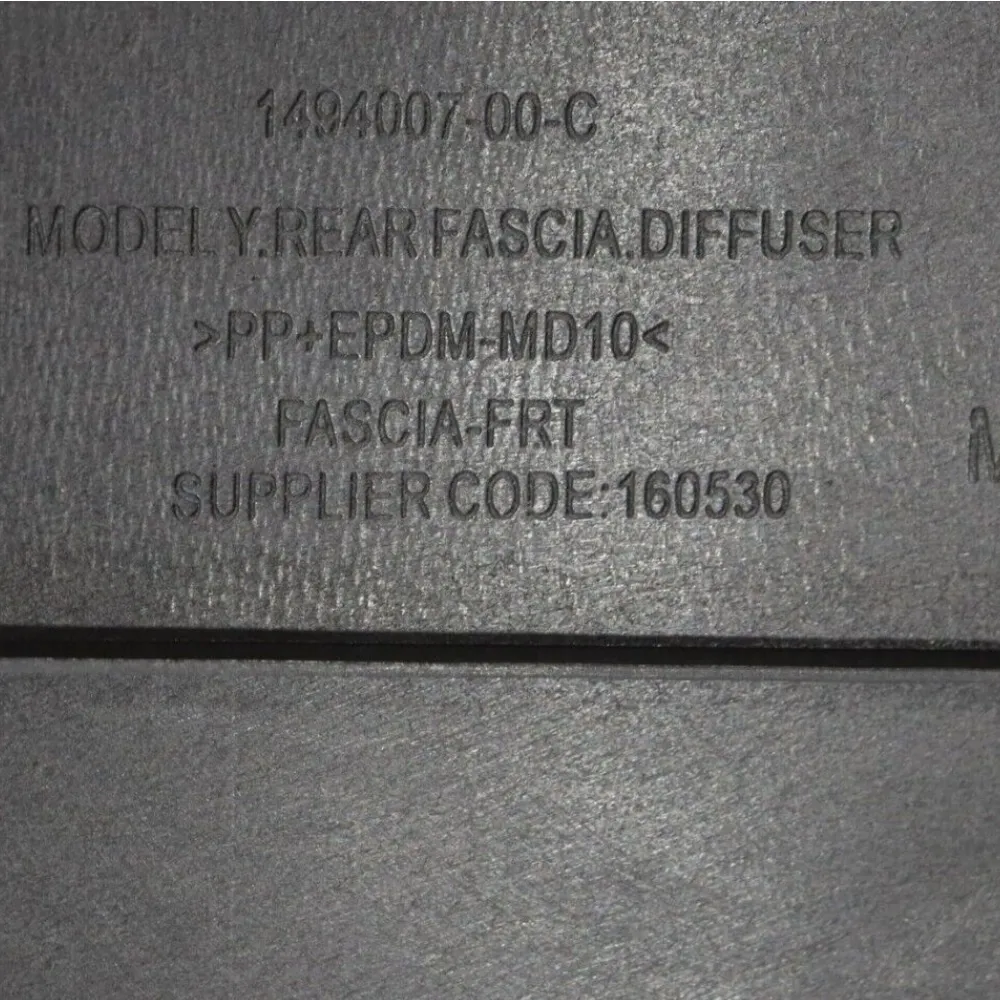 1494007-00-C
MODEL Y.REAR FASCIA.DIFFUSER
>PP+EPDM-MD10<
FASCIA-FRT
SUPPLIER CODE:160530